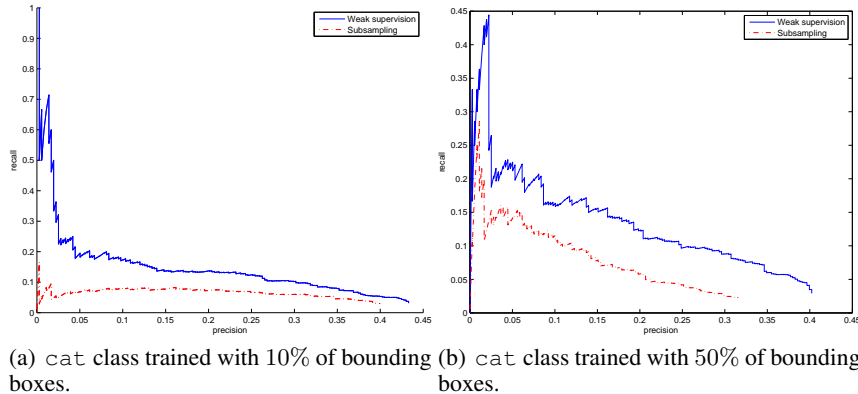 1
0.9
0.8
0.7
0.6
0.5
0.4
0.3
0.2
0.1
0
recall
0 0.05 0.1 0.15 0.2 0.25 0.3 0.35 0.4 0.45
precision
Weak supervision
Subsampling
0.45
0.4
0.35
0.3
0.25
0.2
0.15
0.1
0.05
0
recall
0 0.05 0.1 0.15 0.2 0.25 0.3 0.35 0.4 0.45
precision
Weak supervision
Subsampling
(a) cat class trained with 10% of bounding
boxes.
(b) cat class trained with 50% of bounding
boxes.